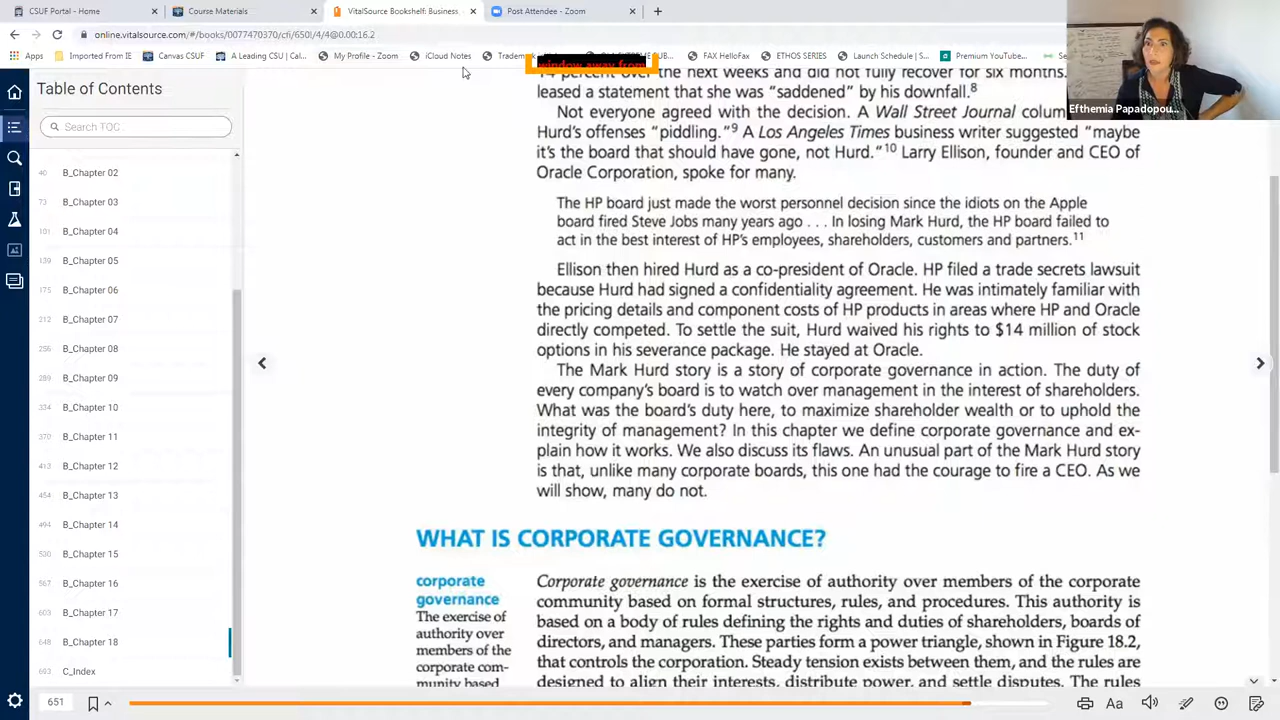 CSUF Portal - Home
Course Materials
VitalSource Bookshelf: Business,
Post Attendee - Zoom
online.vitalsource.com/#/books/0077470370/cfi/650!/4/4@0.00:16.2
Apps Imported From IE Canvas CSUF A Leading CSU | Cal... My Profile - Zoom iCloud Notes FAX HelloFax ETHOS SERIES Launch Schedule | S... Premium YouTube...
window away from
Efthemia Papadopou...
Table of Contents
Search TOC...
40 B_Chapter 02
73 B_Chapter 03
101 B_Chapter 04
139 B_Chapter 05
175 B_Chapter 06
212 B_Chapter 07
256 B_Chapter 08
289 B_Chapter 09
334 B_Chapter 10
370 B_Chapter 11
413 B_Chapter 12
454 B_Chapter 13
494 B_Chapter 14
530 B_Chapter 15
567 B_Chapter 16
603 B_Chapter 17
648 B_Chapter 18
693 C_Index
14 percent over the next weeks and did not fully recover for six months.
leased a statement that she was “saddened” by his downfall.8
Not everyone agreed with the decision. A Wall Street Journal colum
Hurd’s offenses “piddling.”9 A Los Angeles Times business writer suggested “maybe
it’s the board that should have gone, not Hurd.”10 Larry Ellison, founder and CEO of
Oracle Corporation, spoke for many.
The HP board just made the worst personnel decision since the idiots on the Apple
board fired Steve Jobs many years ago . . . In losing Mark Hurd, the HP board failed to
act in the best interest of HP’s employees, shareholders, customers and partners.11
Ellison then hired Hurd as a co-president of Oracle. HP filed a trade secrets lawsuit
because Hurd had signed a confidentiality agreement. He was intimately familiar with
the pricing details and component costs of HP products in areas where HP and Oracle
directly competed. To settle the suit, Hurd waived his rights to $14 million of stock
options in his severance package. He stayed at Oracle.
The Mark Hurd story is a story of corporate governance in action. The duty of
every company’s board is to watch over management in the interest of shareholders.
What was the board’s duty here, to maximize shareholder wealth or to uphold the
integrity of management? In this chapter we define corporate governance and ex-
plain how it works. We also discuss its flaws. An unusual part of the Mark Hurd story
is that, unlike many corporate boards, this one had the courage to fire a CEO. As we
will show, many do not.
WHAT IS CORPORATE GOVERNANCE?
corporate
governance
The exercise of
authority over
members of the
corporate com-
munity based
Corporate governance is the exercise of authority over members of the corporate
community based on formal structures, rules, and procedures. This authority is
based on a body of rules defining the rights and duties of shareholders, boards of
directors, and managers. These parties form a power triangle, shown in Figure 18.2,
that controls the corporation. Steady tension exists between them, and the rules are
designed to align their interests, distribute power, and settle disputes. The rules
651
Aa